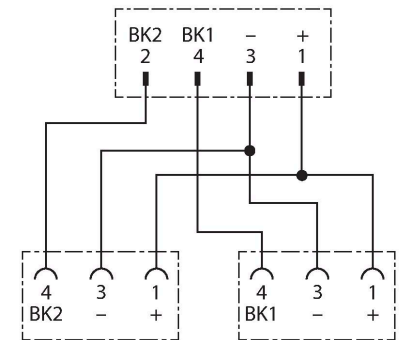 BK2 BK1 – +
2 4 3 1
4 3 1 4 3 1
BK2 – + BK1 – +